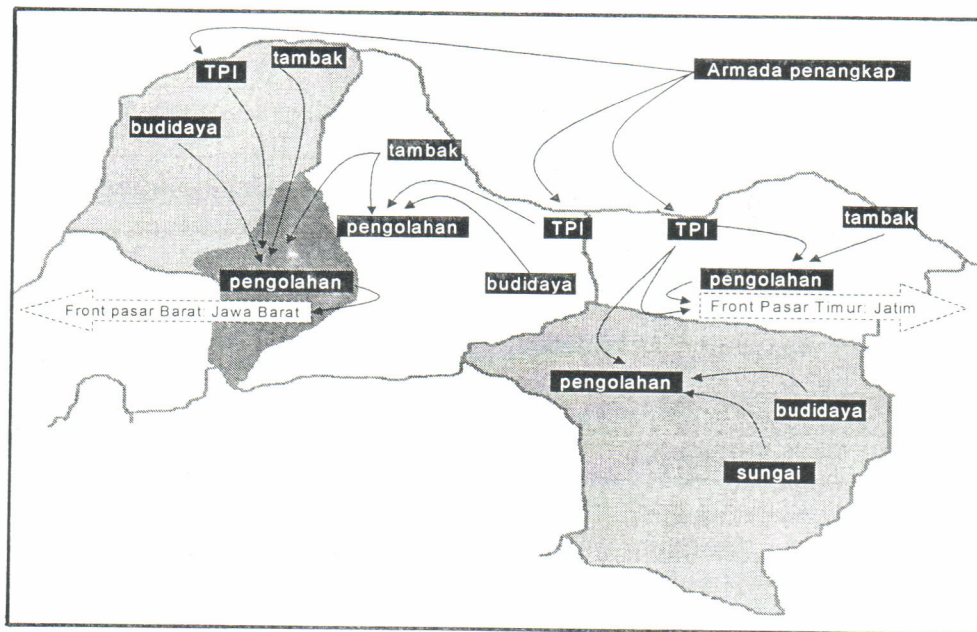 TPI
tambak
Armada penangkap
budidaya
tambak
pengolahan
TPI
TPI
tambak
pengolahan
budidaya
pengolahan
Front pasar Barat: Jawa Barat
Front Pasar Timur: Jatim
pengolahan
budidaya
sungai